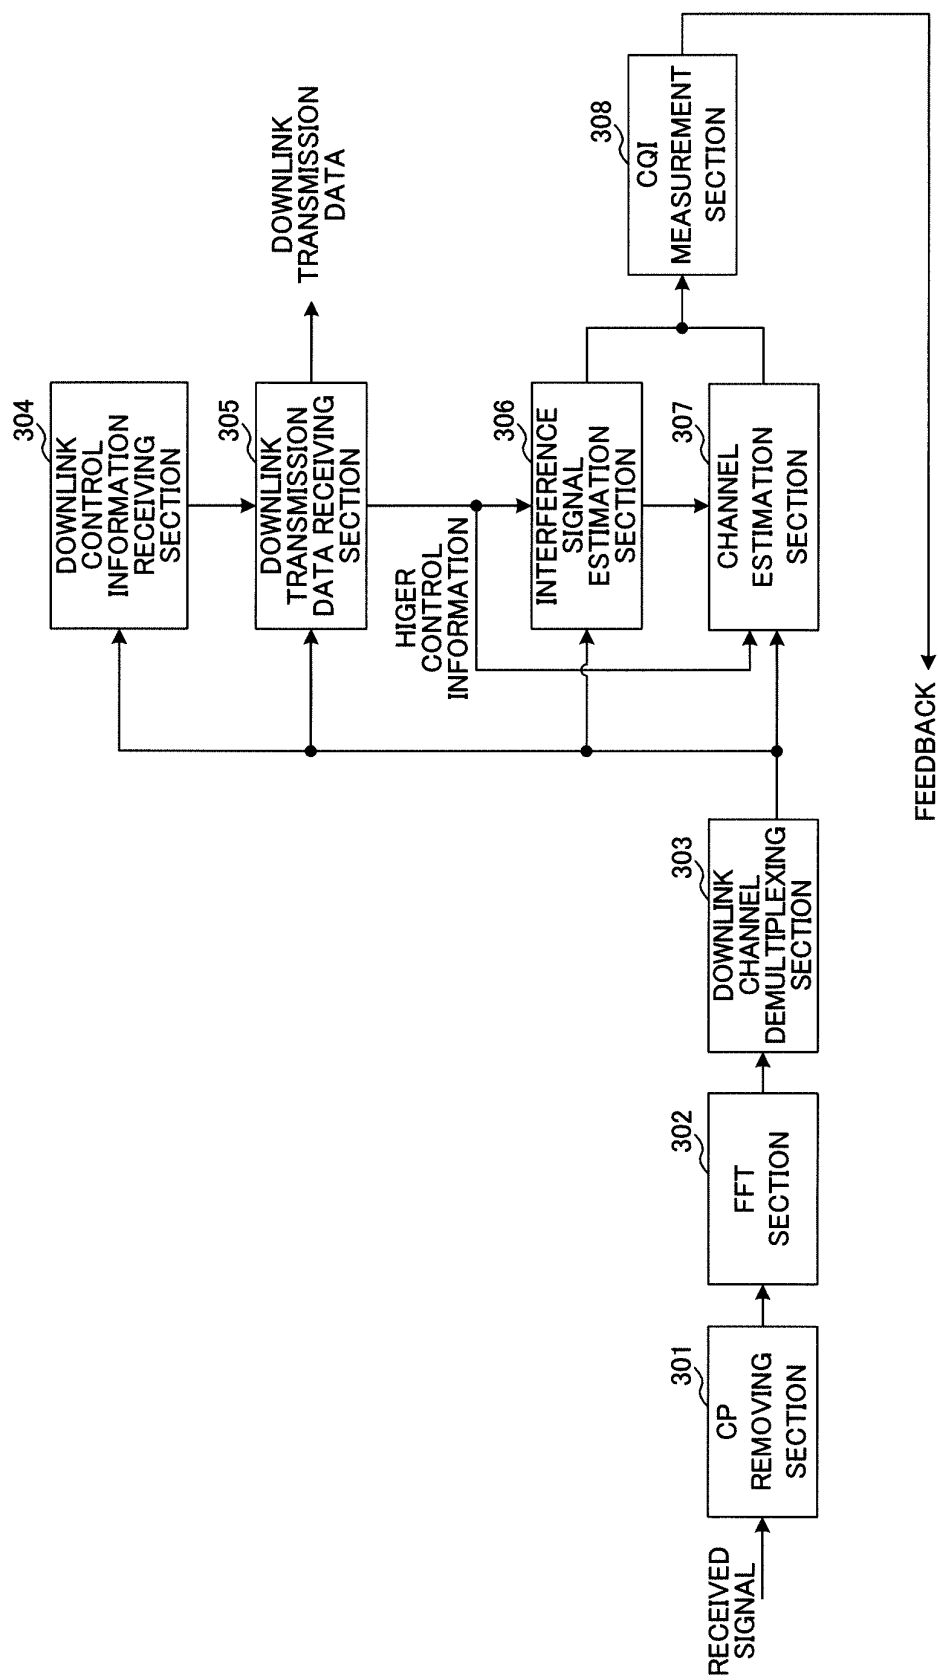 RECEIVED
SIGNAL
301
CP
REMOVING
SECTION
302
FFT
SECTION
303
DOWNLINK
CHANNEL
DEMULTIPLEXING
SECTION
304
DOWNLINK
CONTROL
INFORMATION
RECEIVING
SECTION
305
DOWNLINK
TRANSMISSION
DATA RECEIVING
SECTION
DOWNLINK
TRANSMISSION
DATA
HIGER
CONTROL
INFORMATION
306
INTERFERENCE
SIGNAL
ESTIMATION
SECTION
307
CHANNEL
ESTIMATION
SECTION
308
CQI
MEASUREMENT
SECTION
FEEDBACK